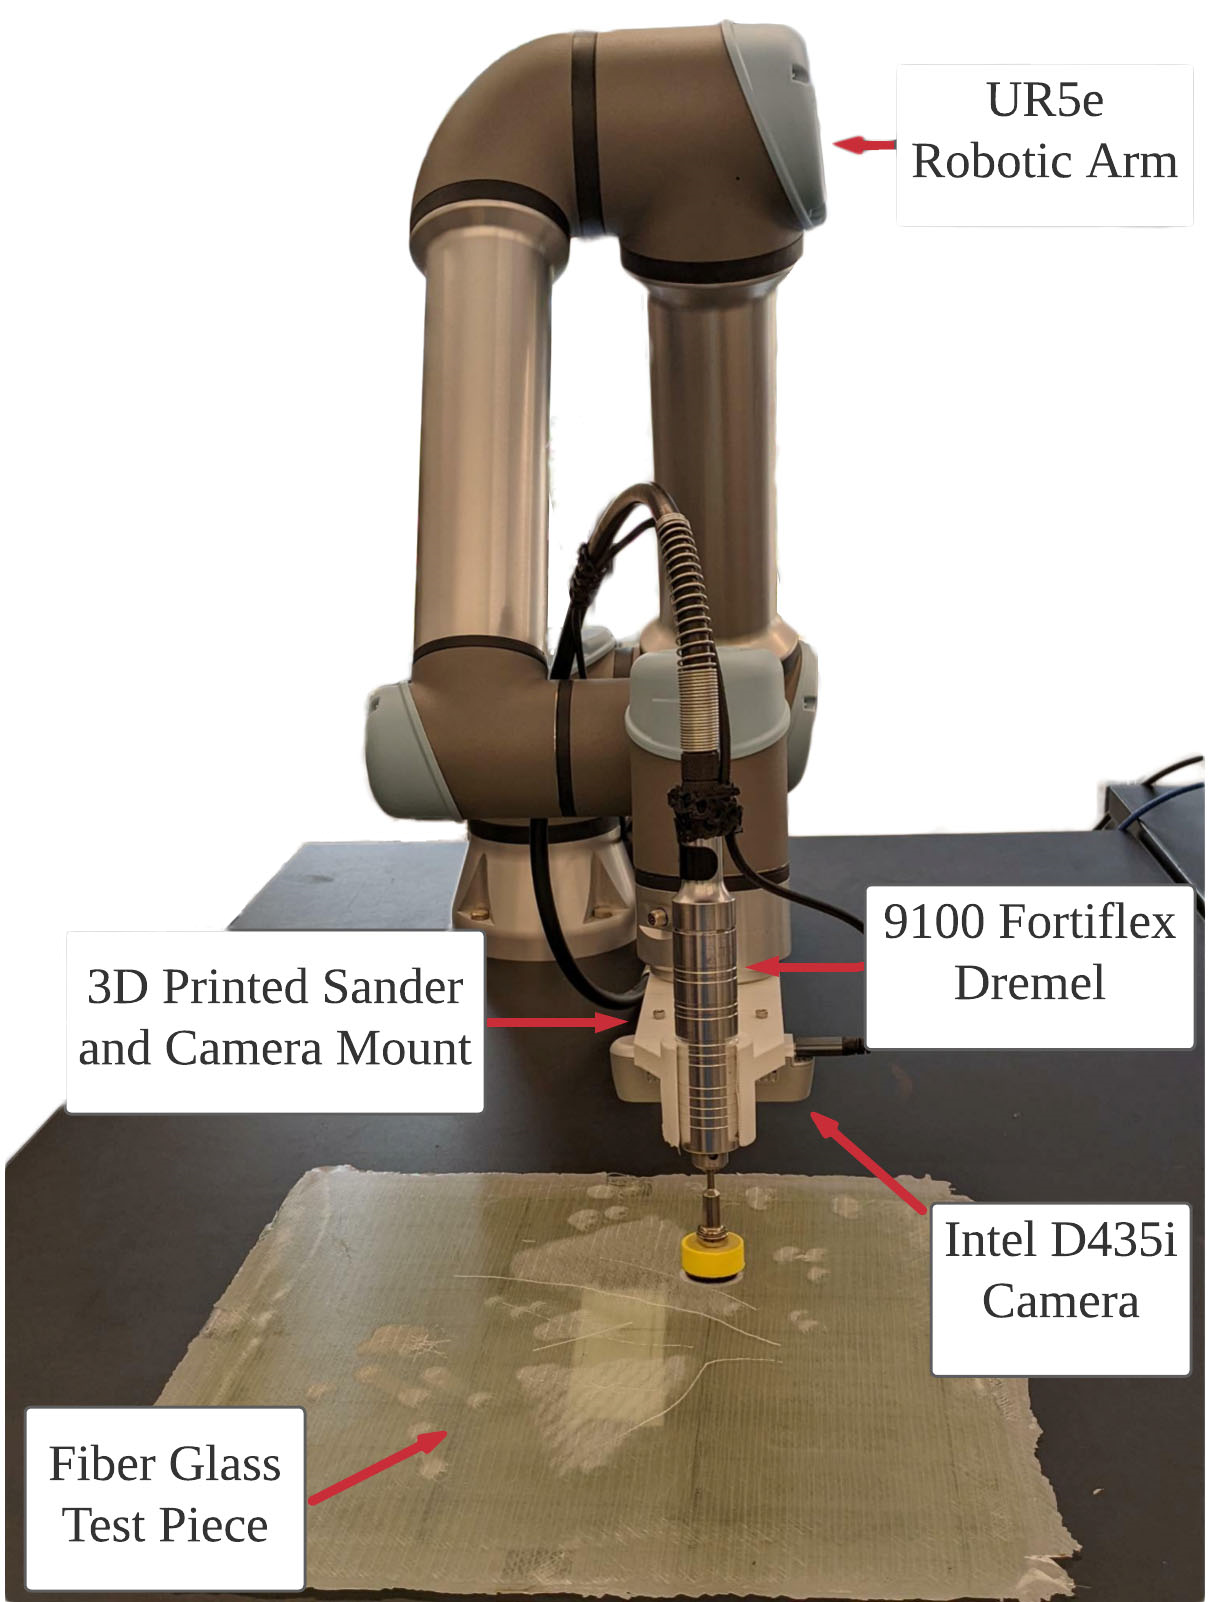 UR5e
Robotic Arm
9100 Fortiflex
Dremel
3D Printed Sander
and Camera Mount
Intel D435i
Camera
Fiber Glass
Test Piece